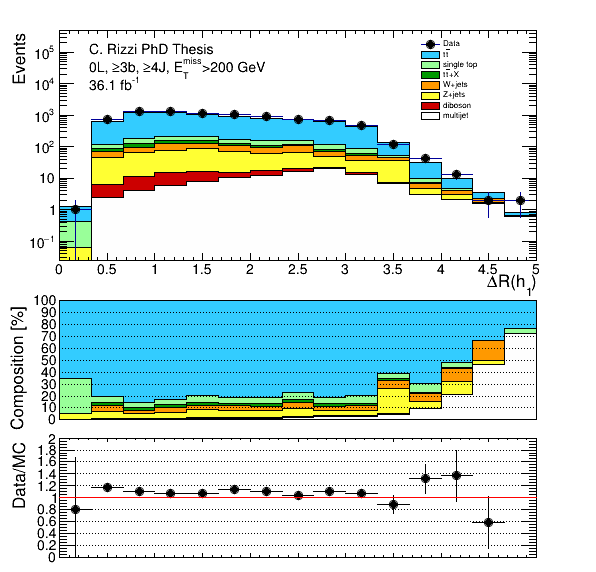 Events
10^5
10^4
10^3
10^2
10
1
10^-1
C. Rizzi PhD Thesis
0L, ≥3b, ≥4J, E_T^miss>200 GeV
36.1 fb^-1
Data
tt̄
single top
tt̄+X
W+jets
Z+jets
diboson
multijet
0 0.5 1 1.5 2 2.5 3 3.5 4 4.5 5
ΔR(h_1)
Composition [%]
100
90
80
70
60
50
40
30
20
10
0
Data/MC
2
1.8
1.6
1.4
1.2
1
0.8
0.6
0.4
0.2
0